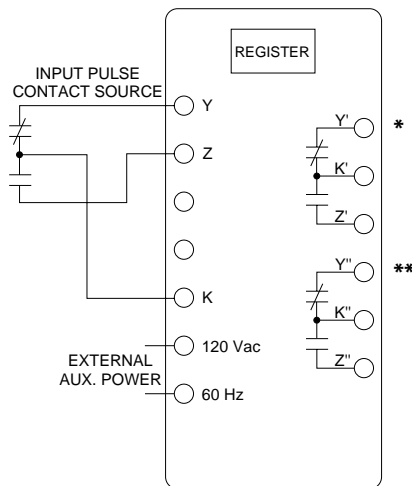 REGISTER
INPUT PULSE
CONTACT SOURCE
Y
Z
K
120 Vac
EXTERNAL
AUX. POWER
60 Hz
Y' *
K'
Z'
Y" **
K"
Z"